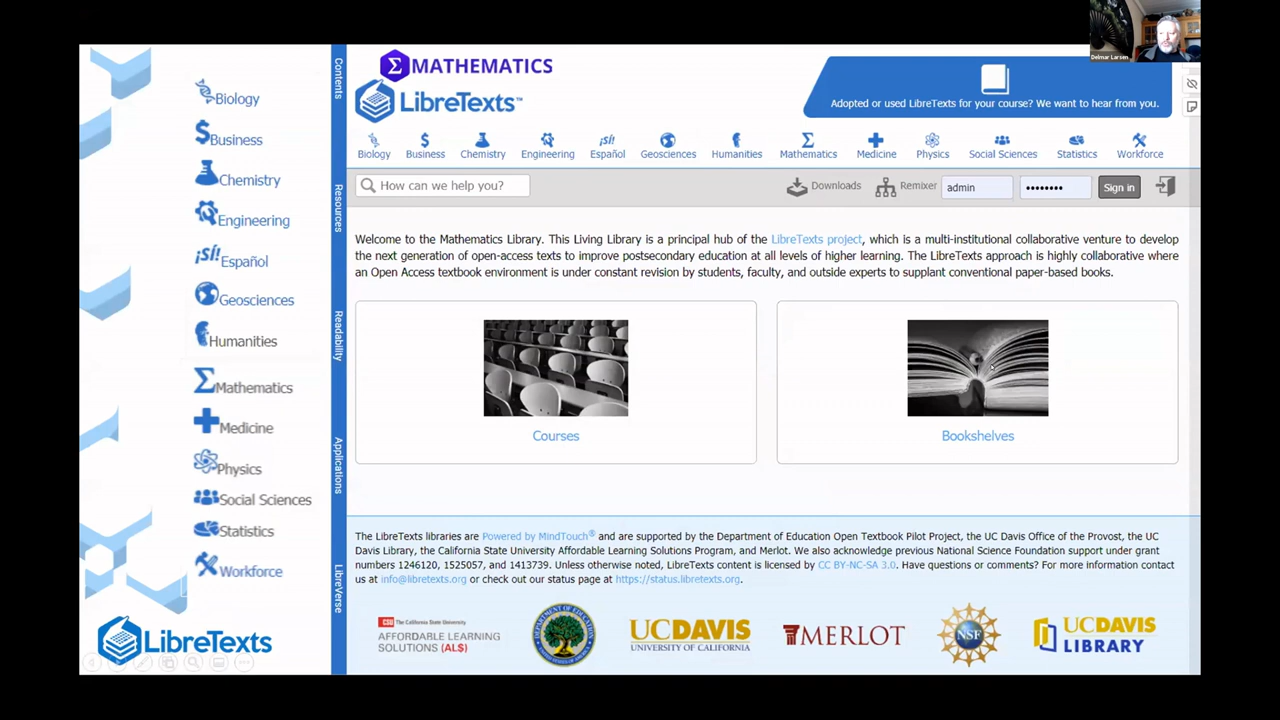 Delmar Larsen
Biology
Business
Chemistry
Engineering
¡SÍ!
Español
Geosciences
Humanities
Mathematics
Medicine
Physics
Social Sciences
Statistics
Workforce
LibreTexts
Contents
Resources
Readability
Applications
LibreVerse
MATHEMATICS
LibreTexts™
Adopted or used LibreTexts for your course? We want to hear from you.
¡SÍ!
Biology Business Chemistry Engineering Español Geosciences Humanities Mathematics Medicine Physics Social Sciences Statistics Workforce
How can we help you?
Downloads Remixer admin •••••••• Sign in
Welcome to the Mathematics Library. This Living Library is a principal hub of the LibreTexts project, which is a multi-institutional collaborative venture to develop
the next generation of open-access texts to improve postsecondary education at all levels of higher learning. The LibreTexts approach is highly collaborative where
an Open Access textbook environment is under constant revision by students, faculty, and outside experts to supplant conventional paper-based books.
Courses
Bookshelves
The LibreTexts libraries are Powered by MindTouch® and are supported by the Department of Education Open Textbook Pilot Project, the UC Davis Office of the Provost, the UC
Davis Library, the California State University Affordable Learning Solutions Program, and Merlot. We also acknowledge previous National Science Foundation support under grant
numbers 1246120, 1525057, and 1413739. Unless otherwise noted, LibreTexts content is licensed by CC BY-NC-SA 3.0. Have questions or comments? For more information contact
us at info@libretexts.org or check out our status page at https://status.libretexts.org.
CSU The California State University
AFFORDABLE LEARNING
SOLUTIONS (AL$)
UCDAVIS
UNIVERSITY OF CALIFORNIA
MERLOT
NSF
UCDAVIS
LIBRARY